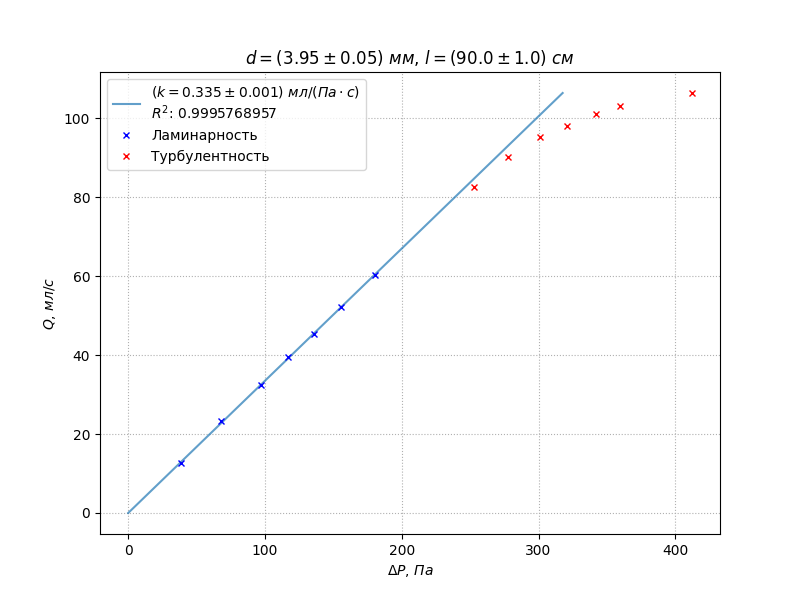 d = (3.95 ± 0.05) мм, l = (90.0 ± 1.0) см
(k = 0.335 ± 0.001) мл/(Па · с)
R²: 0.9995768957
Ламинарность
Турбулентность
100
80
60
40
20
0
Q, мл/с
0 100 200 300 400
ΔP, Па